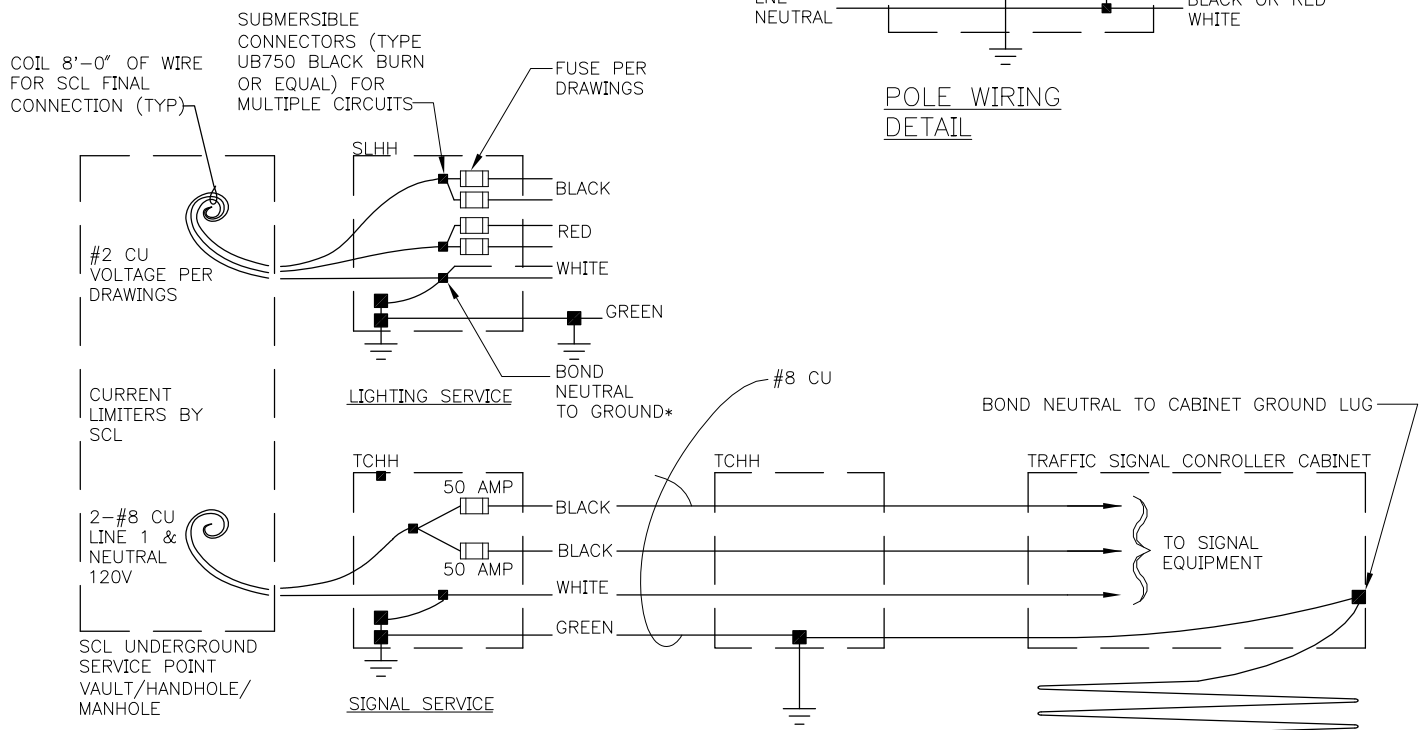 SUBMERSIBLE
CONNECTORS (TYPE
UB750 BLACK BURN
OR EQUAL) FOR
MULTIPLE CIRCUITS
COIL 8'-0" OF WIRE
FOR SCL FINAL
CONNECTION (TYP)
FUSE PER
DRAWINGS
NEUTRAL
BLACK OR RED
WHITE
POLE WIRING
DETAIL
SLHH
BLACK
RED
WHITE
GREEN
#2 CU
VOLTAGE PER
DRAWINGS
CURRENT
LIMITERS BY
SCL
LIGHTING SERVICE
BOND
NEUTRAL
TO GROUND*
#8 CU
BOND NEUTRAL TO CABINET GROUND LUG
TCHH
TCHH
TRAFFIC SIGNAL CONROLLER CABINET
50 AMP
BLACK
2-#8 CU
LINE 1 &
NEUTRAL
120V
BLACK
50 AMP
TO SIGNAL
EQUIPMENT
WHITE
GREEN
SCL UNDERGROUND
SERVICE POINT
VAULT/HANDHOLE/
MANHOLE
SIGNAL SERVICE